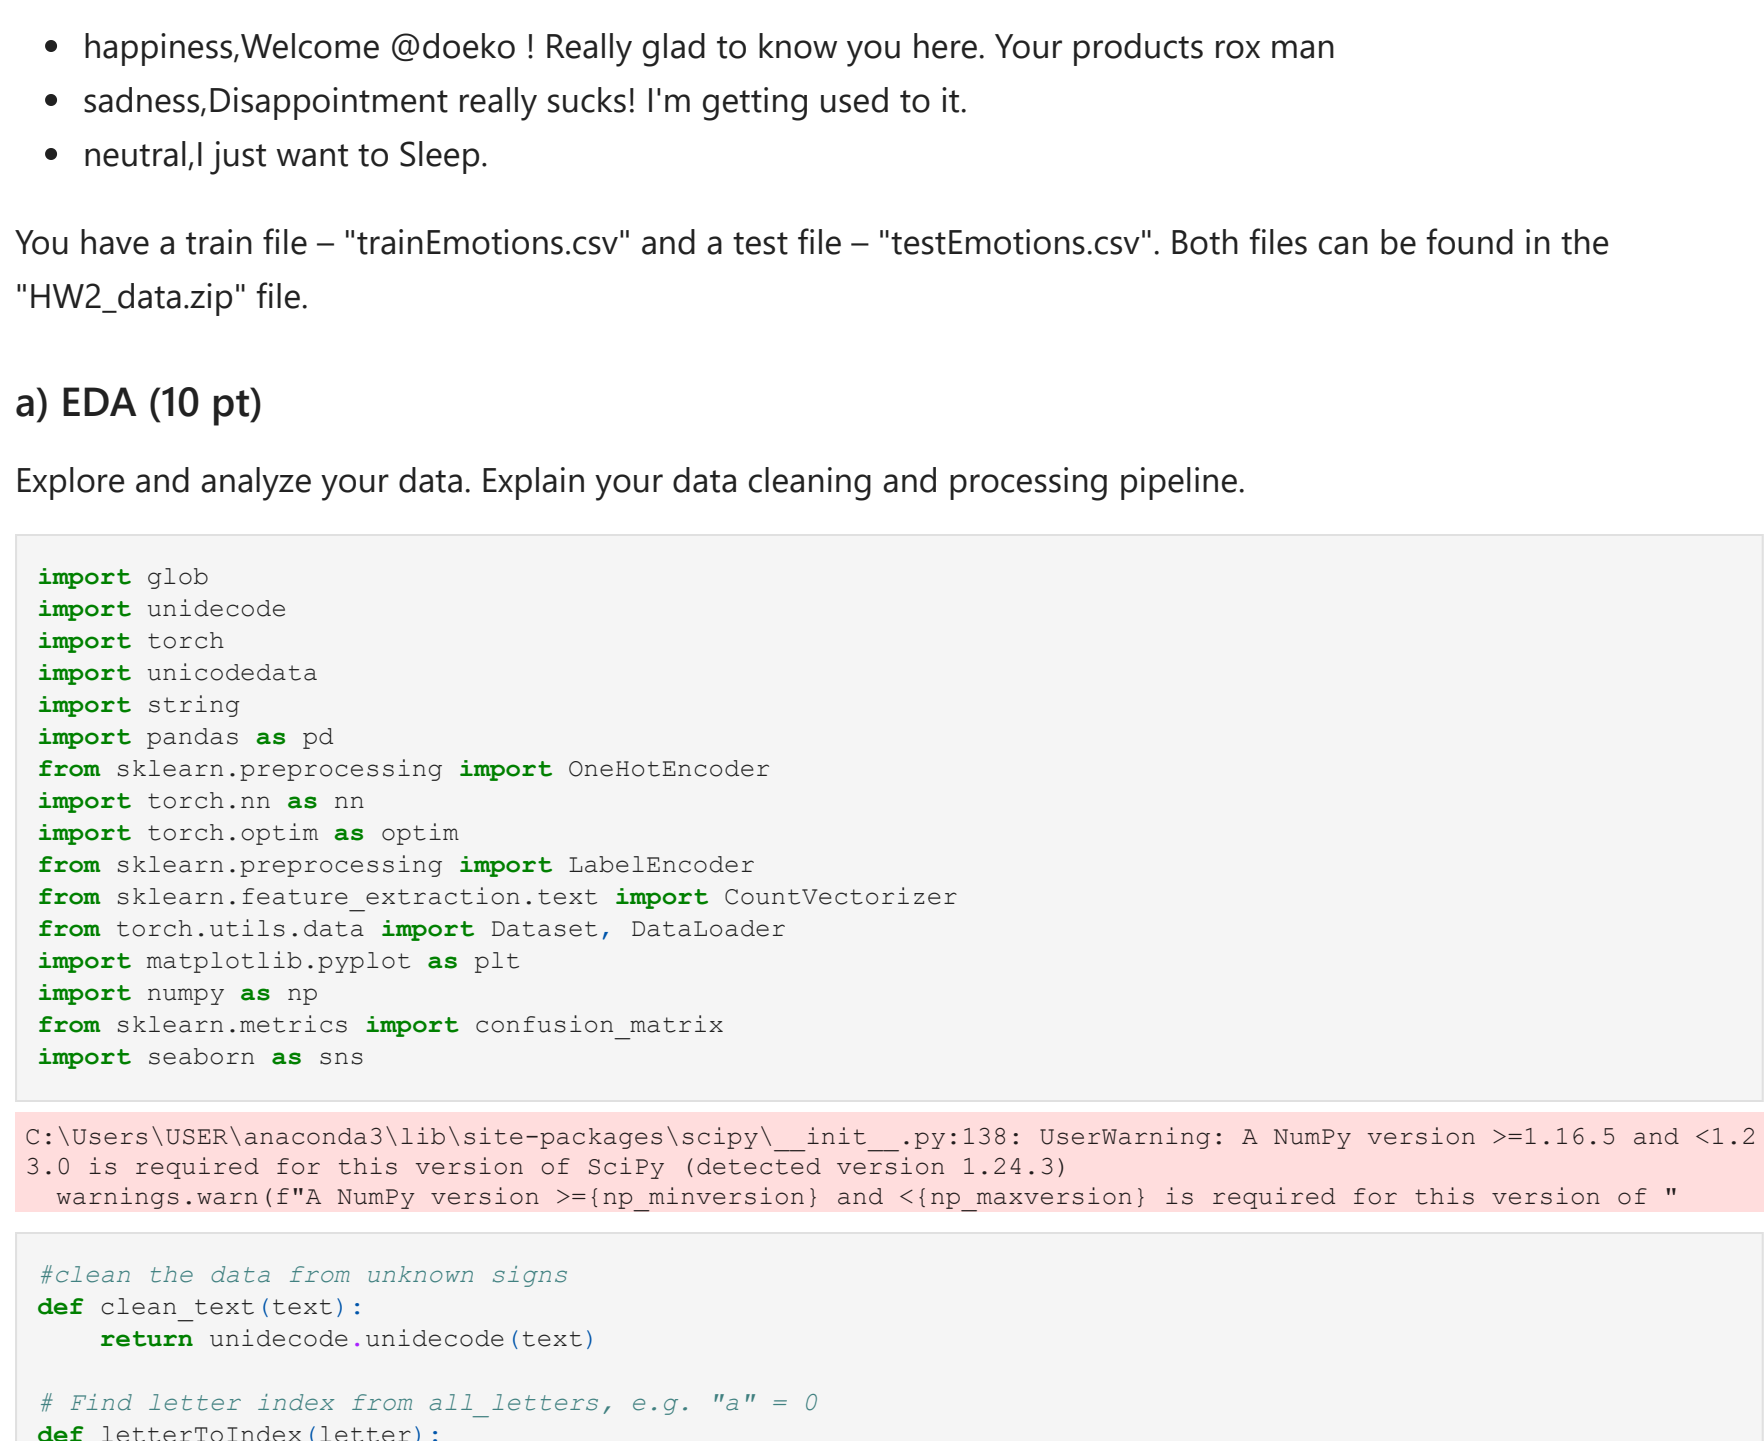 • happiness,Welcome @doeko ! Really glad to know you here. Your products rox man
• sadness,Disappointment really sucks! I'm getting used to it.
• neutral,I just want to Sleep.
You have a train file – "trainEmotions.csv" and a test file – "testEmotions.csv". Both files can be found in the
"HW2_data.zip" file.
a) EDA (10 pt)
Explore and analyze your data. Explain your data cleaning and processing pipeline.
import glob
import unidecode
import torch
import unicodedata
import string
import pandas as pd
from sklearn.preprocessing import OneHotEncoder
import torch.nn as nn
import torch.optim as optim
from sklearn.preprocessing import LabelEncoder
from sklearn.feature_extraction.text import CountVectorizer
from torch.utils.data import Dataset, DataLoader
import matplotlib.pyplot as plt
import numpy as np
from sklearn.metrics import confusion_matrix
import seaborn as sns
C:\Users\USER\anaconda3\lib\site-packages\scipy\__init__.py:138: UserWarning: A NumPy version >=1.16.5 and <1.2
3.0 is required for this version of SciPy (detected version 1.24.3)
  warnings.warn(f"A NumPy version >={np_minversion} and <{np_maxversion} is required for this version of "
#clean the data from unknown signs
def clean_text(text):
    return unidecode.unidecode(text)
# Find letter index from all_letters, e.g. "a" = 0
def letterToIndex(letter):